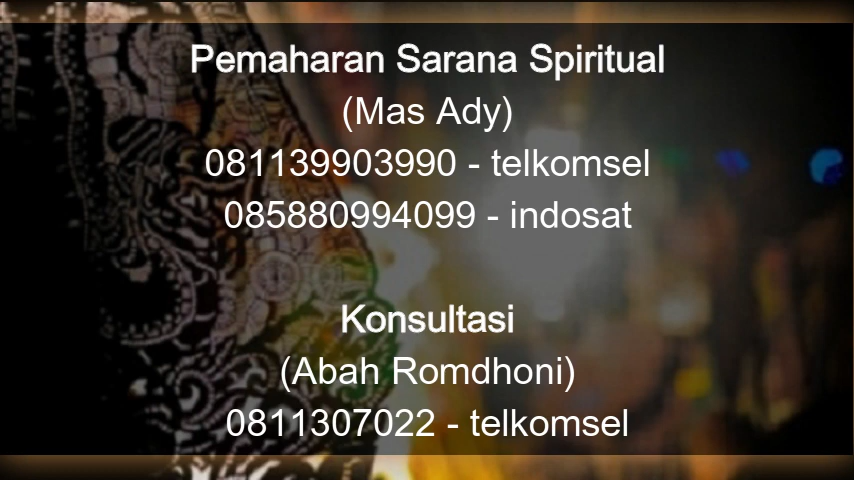 Pemaharan Sarana Spiritual
(Mas Ady)
081139903990 - telkomsel
085880994099 - indosat
Konsultasi
(Abah Romdhoni)
0811307022 - telkomsel